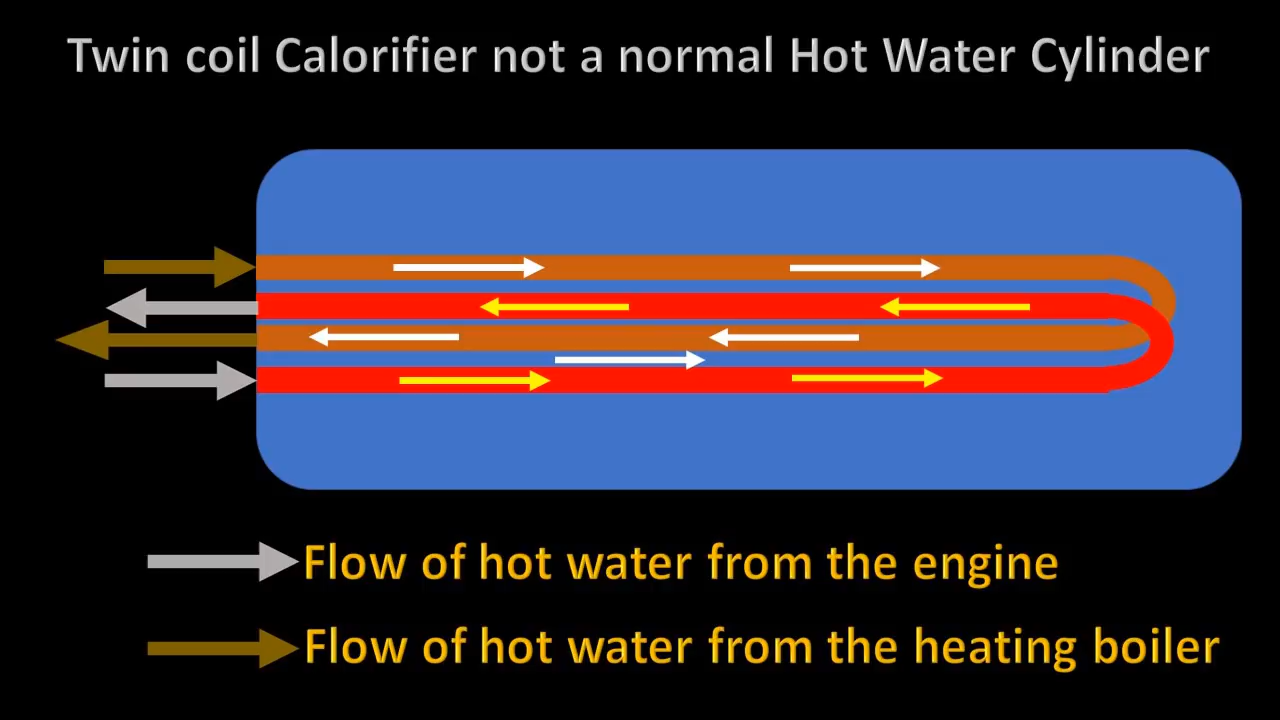 Twin coil Calorifier not a normal Hot Water Cylinder
Flow of hot water from the engine
Flow of hot water from the heating boiler